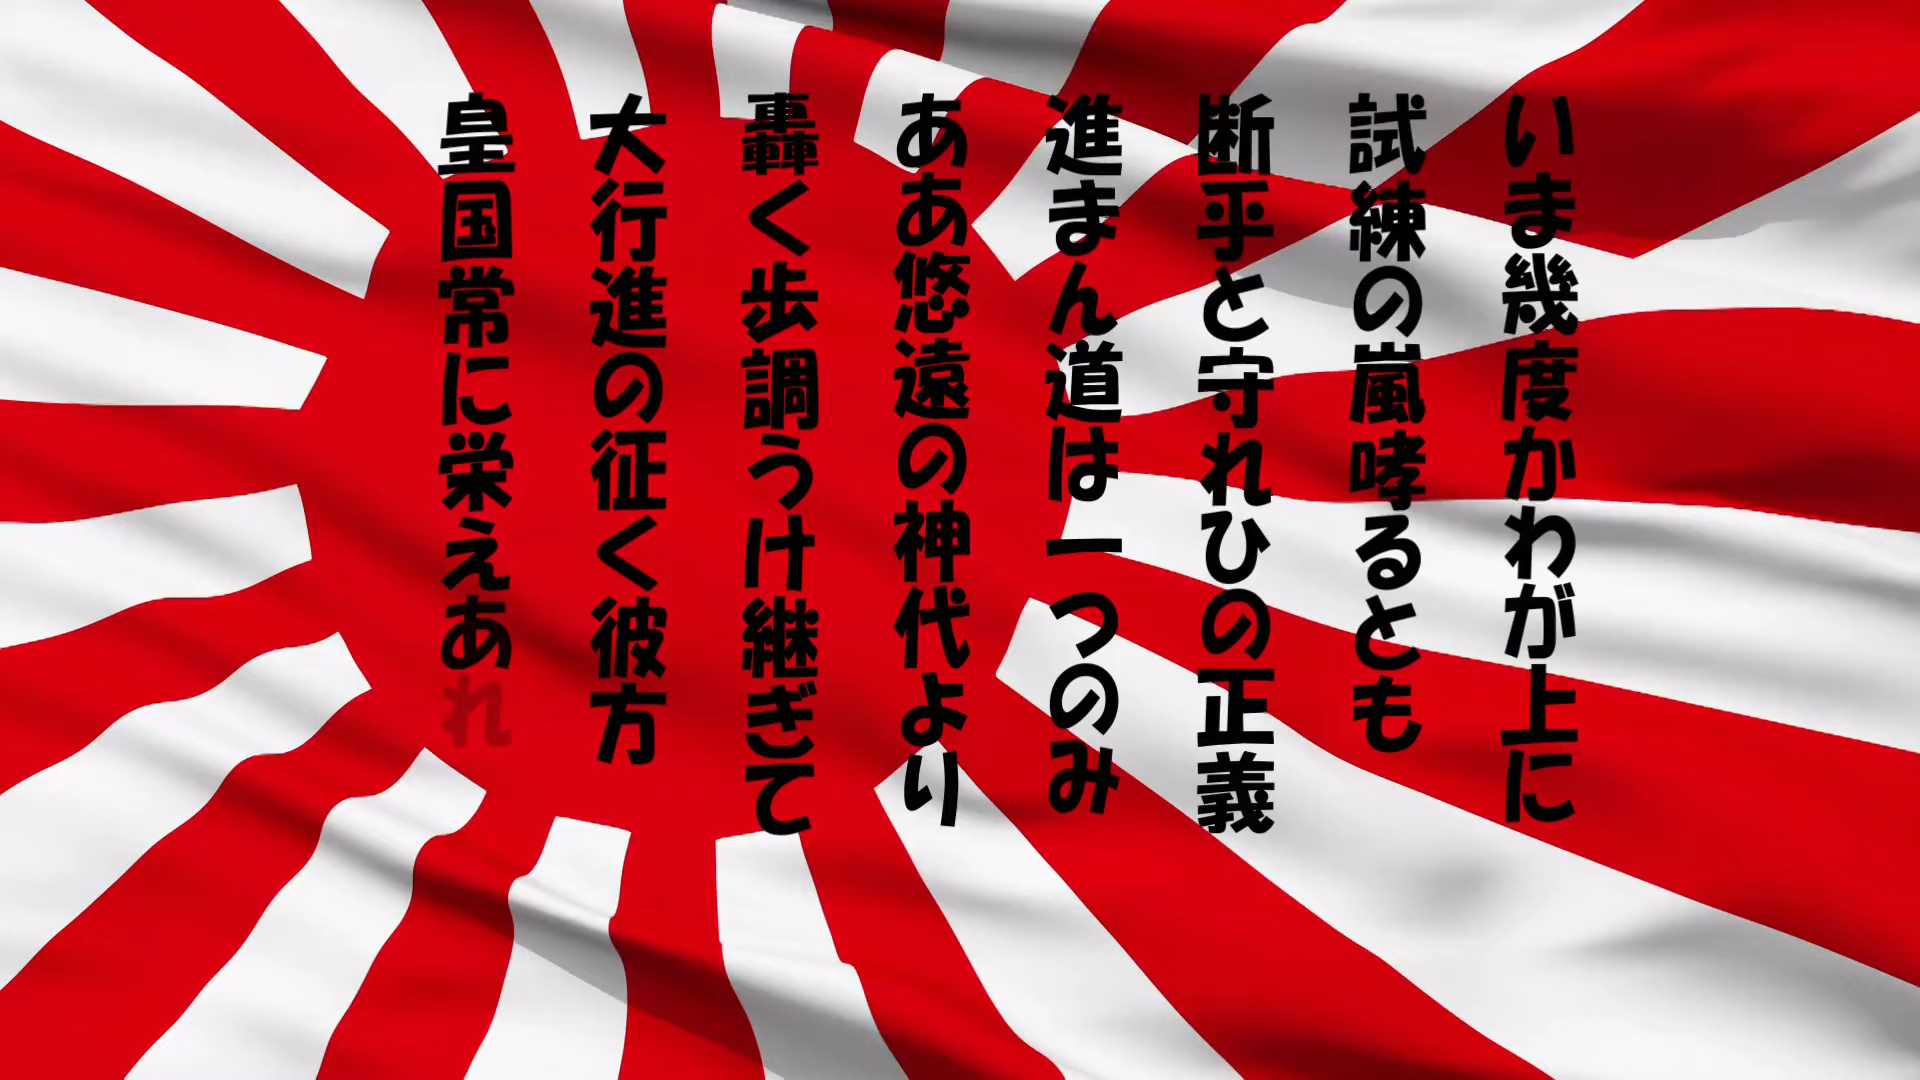 いま幾度かわが上に
試練の嵐哮るとも
断乎と守れひの正義
進まん道は一つのみ
ああ悠遠の神代より
轟く歩調うけ継ぎて
大行進の征く彼方
皇国常に栄えあれ